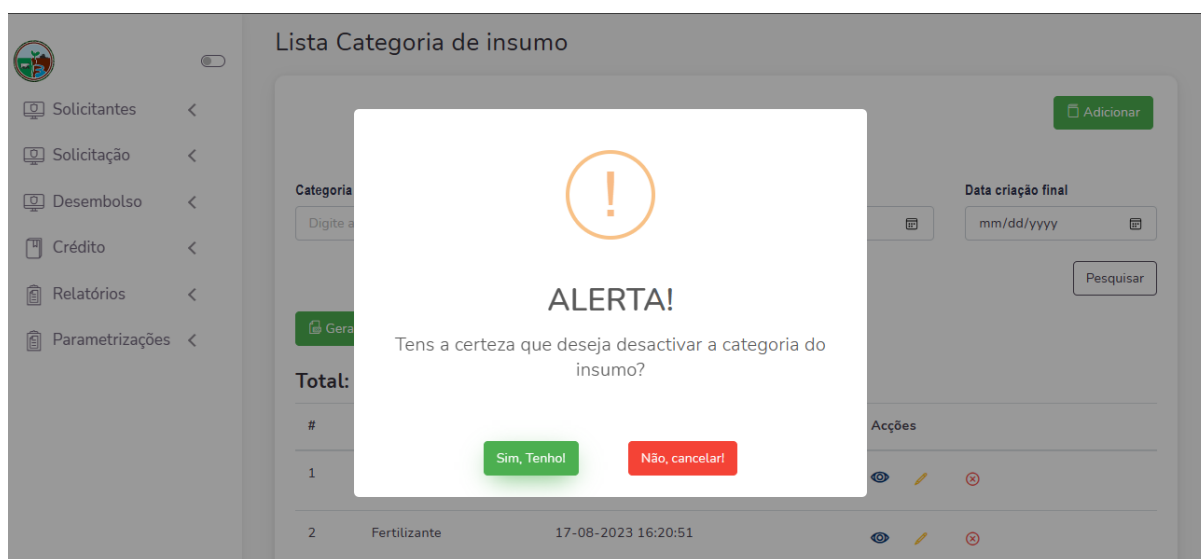 Lista Categoria de insumo
Solicitantes
Solicitação
Desembolso
Crédito
Relatórios
Parametrizações
Adicionar
Categoria
Data criação final
Digite a
mm/dd/yyyy
Pesquisar
Gera
Total:
!
ALERTA!
Tens a certeza que deseja desactivar a categoria do
insumo?
Sim, Tenho!
Não, cancelar!
# Acções
1
2 Fertilizante 17-08-2023 16:20:51